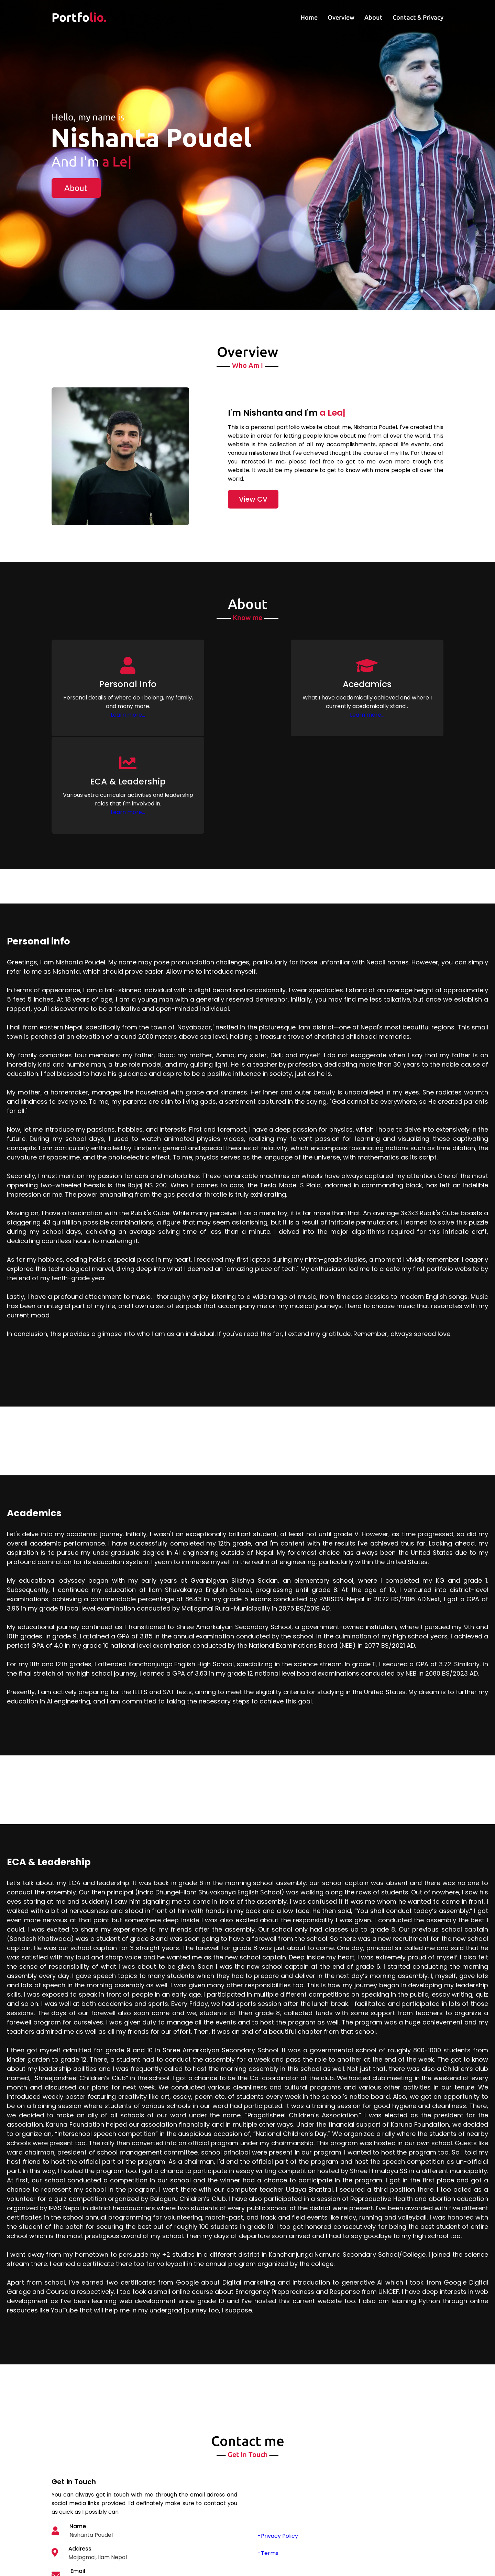 Portfolio.
Home Overview About Contact & Privacy
Hello, my name is
Nishanta Poudel
And I'm a Le|
About
Overview
Who Am I
I'm Nishanta and I'm a Lea|
This is a personal portfolio website about me, Nishanta Poudel. I've created this
website in order for letting people know about me from al over the world. This
website is the collection of all my accomplishments, special life events, and
various milestones that I've achieved thought the course of my life. For those of
you interested in me, please feel free to get to me even more trough this
website. It would be my pleasure to get to know with more people all over the
world.
View CV
About
Know me
Personal Info
Personal details of where do I belong, my family,
and many more.
Acedamics
What I have acedamically achieved and where I
currently acedamically stand .
ECA & Leadership
Various extra curricular activities and leadership
roles that I'm involved in.
Personal info
Greetings, I am Nishanta Poudel. My name may pose pronunciation challenges, particularly for those unfamiliar with Nepali names. However, you can simply
refer to me as Nishanta, which should prove easier. Allow me to introduce myself.
In terms of appearance, I am a fair-skinned individual with a slight beard and occasionally, I wear spectacles. I stand at an average height of approximately
5 feet 5 inches. At 18 years of age, I am a young man with a generally reserved demeanor. Initially, you may find me less talkative, but once we establish a
rapport, you'll discover me to be a talkative and open-minded individual.
I hail from eastern Nepal, specifically from the town of 'Nayabazar,' nestled in the picturesque Ilam district—one of Nepal's most beautiful regions. This small
town is perched at an elevation of around 2000 meters above sea level, holding a treasure trove of cherished childhood memories.
My family comprises four members: my father, Baba; my mother, Aama; my sister, Didi; and myself. I do not exaggerate when I say that my father is an
incredibly kind and humble man, a true role model, and my guiding light. He is a teacher by profession, dedicating more than 30 years to the noble cause of
education. I feel blessed to have his guidance and aspire to be a positive influence in society, just as he is.
My mother, a homemaker, manages the household with grace and kindness. Her inner and outer beauty is unparalleled in my eyes. She radiates warmth
and kindness to everyone. To me, my parents are akin to living gods, a sentiment captured in the saying, "God cannot be everywhere, so He created parents
for all."
Now, let me introduce my passions, hobbies, and interests. First and foremost, I have a deep passion for physics, which I hope to delve into extensively in the
future. During my school days, I used to watch animated physics videos, realizing my fervent passion for learning and visualizing these captivating
concepts. I am particularly enthralled by Einstein's general and special theories of relativity, which encompass fascinating notions such as time dilation, the
curvature of spacetime, and the photoelectric effect. To me, physics serves as the language of the universe, with mathematics as its script.
Secondly, I must mention my passion for cars and motorbikes. These remarkable machines on wheels have always captured my attention. One of the most
appealing two-wheeled beasts is the Bajaj NS 200. When it comes to cars, the Tesla Model S Plaid, adorned in commanding black, has left an indelible
impression on me. The power emanating from the gas pedal or throttle is truly exhilarating.
Moving on, I have a fascination with the Rubik's Cube. While many perceive it as a mere toy, it is far more than that. An average 3x3x3 Rubik's Cube boasts a
staggering 43 quintillion possible combinations, a figure that may seem astonishing, but it is a result of intricate permutations. I learned to solve this puzzle
during my school days, achieving an average solving time of less than a minute. I delved into the major algorithms required for this intricate craft,
dedicating countless hours to mastering it.
As for my hobbies, coding holds a special place in my heart. I received my first laptop during my ninth-grade studies, a moment I vividly remember. I eagerly
explored this technological marvel, diving deep into what I deemed an "amazing piece of tech." My enthusiasm led me to create my first portfolio website by
the end of my tenth-grade year.
Lastly, I have a profound attachment to music. I thoroughly enjoy listening to a wide range of music, from timeless classics to modern English songs. Music
has been an integral part of my life, and I own a set of earpods that accompany me on my musical journeys. I tend to choose music that resonates with my
current mood.
In conclusion, this provides a glimpse into who I am as an individual. If you've read this far, I extend my gratitude. Remember, always spread love.
Academics
Let's delve into my academic journey. Initially, I wasn't an exceptionally brilliant student, at least not until grade V. However, as time progressed, so did my
overall academic performance. I have successfully completed my 12th grade, and I'm content with the results I've achieved thus far. Looking ahead, my
aspiration is to pursue my undergraduate degree in AI engineering outside of Nepal. My foremost choice has always been the United States due to my
profound admiration for its education system. I yearn to immerse myself in the realm of engineering, particularly within the United States.
My educational odyssey began with my early years at Gyanbigyan Sikshya Sadan, an elementary school, where I completed my KG and grade 1.
Subsequently, I continued my education at Ilam Shuvakanya English School, progressing until grade 8. At the age of 10, I ventured into district-level
examinations, achieving a commendable percentage of 86.43 in my grade 5 exams conducted by PABSON-Nepal in 2072 BS/2016 AD.Next, I got a GPA of
3.96 in my grade 8 local level examination conducted by Maijogmai Rural-Municipality in 2075 BS/2019 AD.
My educational journey continued as I transitioned to Shree Amarkalyan Secondary School, a government-owned institution, where I pursued my 9th and
10th grades. In grade 9, I attained a GPA of 3.85 in the annual examination conducted by the school. In the culmination of my high school years, I achieved a
perfect GPA of 4.0 in my grade 10 national level examination conducted by the National Examinations Board (NEB) in 2077 BS/2021 AD.
For my 11th and 12th grades, I attended Kanchanjunga English High School, specializing in the science stream. In grade 11, I secured a GPA of 3.72. Similarly, in
the final stretch of my high school journey, I earned a GPA of 3.63 in my grade 12 national level board examinations conducted by NEB in 2080 BS/2023 AD.
Presently, I am actively preparing for the IELTS and SAT tests, aiming to meet the eligibility criteria for studying in the United States. My dream is to further my
education in AI engineering, and I am committed to taking the necessary steps to achieve this goal.
ECA & Leadership
Let's talk about my ECA and leadership. It was back in grade 6 in the morning school assembly: our school captain was absent and there was no one to
conduct the assembly. Our then principal (Indra Dhungel-Ilam Shuvakanya English School) was walking along the rows of students. Out of nowhere, I saw his
eyes staring at me and suddenly I saw him signaling me to come in front of the assembly. I was confused if it was me whom he wanted to come in front. I
walked with a bit of nervousness and stood in front of him with hands in my back and a low face. He then said, "You shall conduct today's assembly." I got
even more nervous at that point but somewhere deep inside I was also excited about the responsibility I was given. I conducted the assembly the best I
could. I was excited to share my experience to my friends after the assembly. Our school only had classes up to grade 8. Our previous school captain
(Sandesh Khatiwada) was a student of grade 8 and was soon going to have a farewell from the school. So there was a new recruitment for the new school
captain. He was our school captain for 3 straight years. The farewell for grade 8 was just about to come. One day, principal sir called me and said that he
was satisfied with my loud and sharp voice and he wanted me as the new captain. Deep inside my heart, I was extremely proud of myself. I also felt proud of
the sense of responsibility of what I was about to be given. Soon I was the new school captain at the end of grade 6. I started conducting the morning
assembly every day. I gave speech topics to many students which they had to prepare and deliver in the next day's morning assembly. I, myself, gave lots
and lots of speech in the morning assembly as well. I was given many other responsibilities too. This is how my journey began in developing my leadership
skills. I was exposed to speak in front of people in an early age. I participated in multiple different competitions on speaking in the public, essay writing, quiz
and so on. I was well at both academics and sports. Every Friday, we had sports session after the lunch break. I facilitated and participated in lots of those
sessions even after I was the captain. Soon after two years, we, the students of then grade 8, collected funds with some help from teachers to organize a
farewell program for ourselves. I was given duty to manage all the events and to host the program as well. The program was a huge achievement and my
teachers admired me as well as all my friends for our effort. Then, it was an end of a beautiful chapter from that school.
I then got myself admitted for grade 9 and 10 in Shree Amarkalyan Secondary School. It was a governmental school of roughly 800-1000 students from
kinder garden to grade 12. There, a student had to conduct the assembly for a week and pass the role to another at the end of the week. The got to know
about my leadership abilities and I was frequently called to host the morning assembly in this school as well. Not just that, there was also a Children's club
named, "Shreejansheel Children's Club" in the school. I got a chance to be the Co-coordinator of the club. We hosted club meeting in the weekend of every
month and discussed our plans for next week. We conducted various cleanliness and cultural programs and various other activities in our tenure. We
introduced weekly poster featuring creativity like art, essay, poem etc. of students every week in the school's notice board. Also, we got an opportunity to
be on a training session where students of various schools in our ward had participated. It was a training session for good hygiene and cleanliness. There,
we decided to make an ally of all schools of our ward under the name, "Pragatisheel Children's Association." I was elected as the president for the
association. Karuna Foundation helped our association financially and in multiple other ways. Under the financial support of Karuna Foundation, we decided
to organize an, "Interschool speech competition" in the auspicious occasion of, "National Children's Day." We organized a rally where the students of nearby
schools were present too. The rally then converted into an official program under my chairmanship. This program was hosted in our own school. Guests like
ward member, president of school management committee, school principal were present in our program. I wanted to host the program too. So I told my
host friend to host the official part of the program. As a chairman, I'd end the official part of the program and host the speech competition as un-official
part. In this way, I hosted the program too. I got a chance to participate in essay writing competition hosted by Shree Himalaya SS in a different municipality.
At first, our school conducted a competition in our school and the winner had a chance to participate in the program. I got in the first place and got a
chance to represent my school in the program. I went there with our computer teacher Udaya Bhattrai. I secured a third position there. I too acted as a
volunteer for a quiz competition organized by Balaguru Children's Club. I have also participated in a session of Reproductive Health and abortion education
organized by IPAS Nepal in district headquarters where two students of every public school of the district were present. I've been awarded by 9 different
certificates in the school annual programming for volunteering, march-past, and track and field events like relay, running and volleyball. I was honored with
the student of the batch for securing the best out of roughly 100 students in grade 10. I too got honored consecutively for being the best student of entire
school which is the most prestigious award of my school. Then my days of departure soon arrived and I had to say goodbye to my high school too.
I went away from my hometown to persuade my +2 studies in a different district in Kanchanjunga Namuna Secondary School/College. I joined the science
stream there. I earned a certificate there too for volleyball in the annual program organized by the college.
Apart from school, I've earned two certificates from Google about Digital marketing and Introduction to generative AI which I took from Google Digital
Garage and Coursera respectively. I too took a small online course about Emergency Preparedness and Response from UNICEF. I have deep interests in web
development as I've been learning web development since grade 10 and I've hosted this current website too. I also am learning Python through online
resources like YouTube that will help me in my undergrad journey too, I suppose.
Contact me
Get In Touch
Get in Touch
You can always get in touch with me through the email adress and
social media links provided. I'd definately make sure to contact you
as quick as I possibly can.
Name
Nishanta Poudel
Address
Maijogmai, Ilam Nepal
Email
-Privacy Policy
-Terms